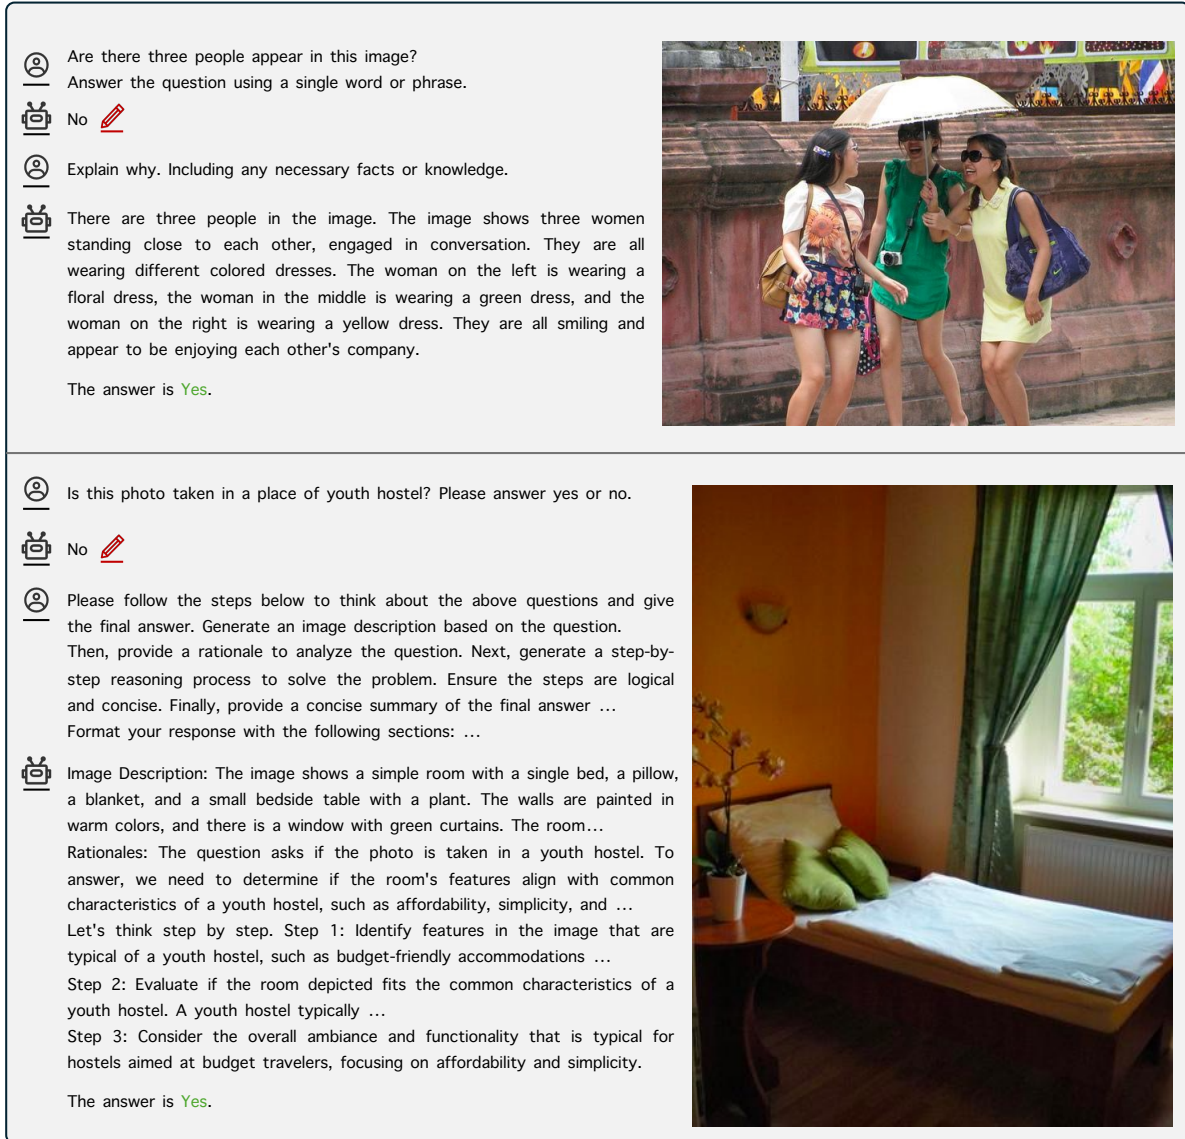 Are there three people appear in this image?
Answer the question using a single word or phrase.
No
Explain why. Including any necessary facts or knowledge.
There are three people in the image. The image shows three women
standing close to each other, engaged in conversation. They are all
wearing different colored dresses. The woman on the left is wearing a
floral dress, the woman in the middle is wearing a green dress, and the
woman on the right is wearing a yellow dress. They are all smiling and
appear to be enjoying each other's company.
The answer is Yes.
Is this photo taken in a place of youth hostel? Please answer yes or no.
No
Please follow the steps below to think about the above questions and give
the final answer. Generate an image description based on the question.
Then, provide a rationale to analyze the question. Next, generate a step-by-
step reasoning process to solve the problem. Ensure the steps are logical
and concise. Finally, provide a concise summary of the final answer ...
Format your response with the following sections: ...
Image Description: The image shows a simple room with a single bed, a pillow,
a blanket, and a small bedside table with a plant. The walls are painted in
warm colors, and there is a window with green curtains. The room...
Rationales: The question asks if the photo is taken in a youth hostel. To
answer, we need to determine if the room's features align with common
characteristics of a youth hostel, such as affordability, simplicity, and ...
Let's think step by step. Step 1: Identify features in the image that are
typical of a youth hostel, such as budget-friendly accommodations ...
Step 2: Evaluate if the room depicted fits the common characteristics of a
youth hostel. A youth hostel typically ...
Step 3: Consider the overall ambiance and functionality that is typical for
hostels aimed at budget travelers, focusing on affordability and simplicity.
The answer is Yes.